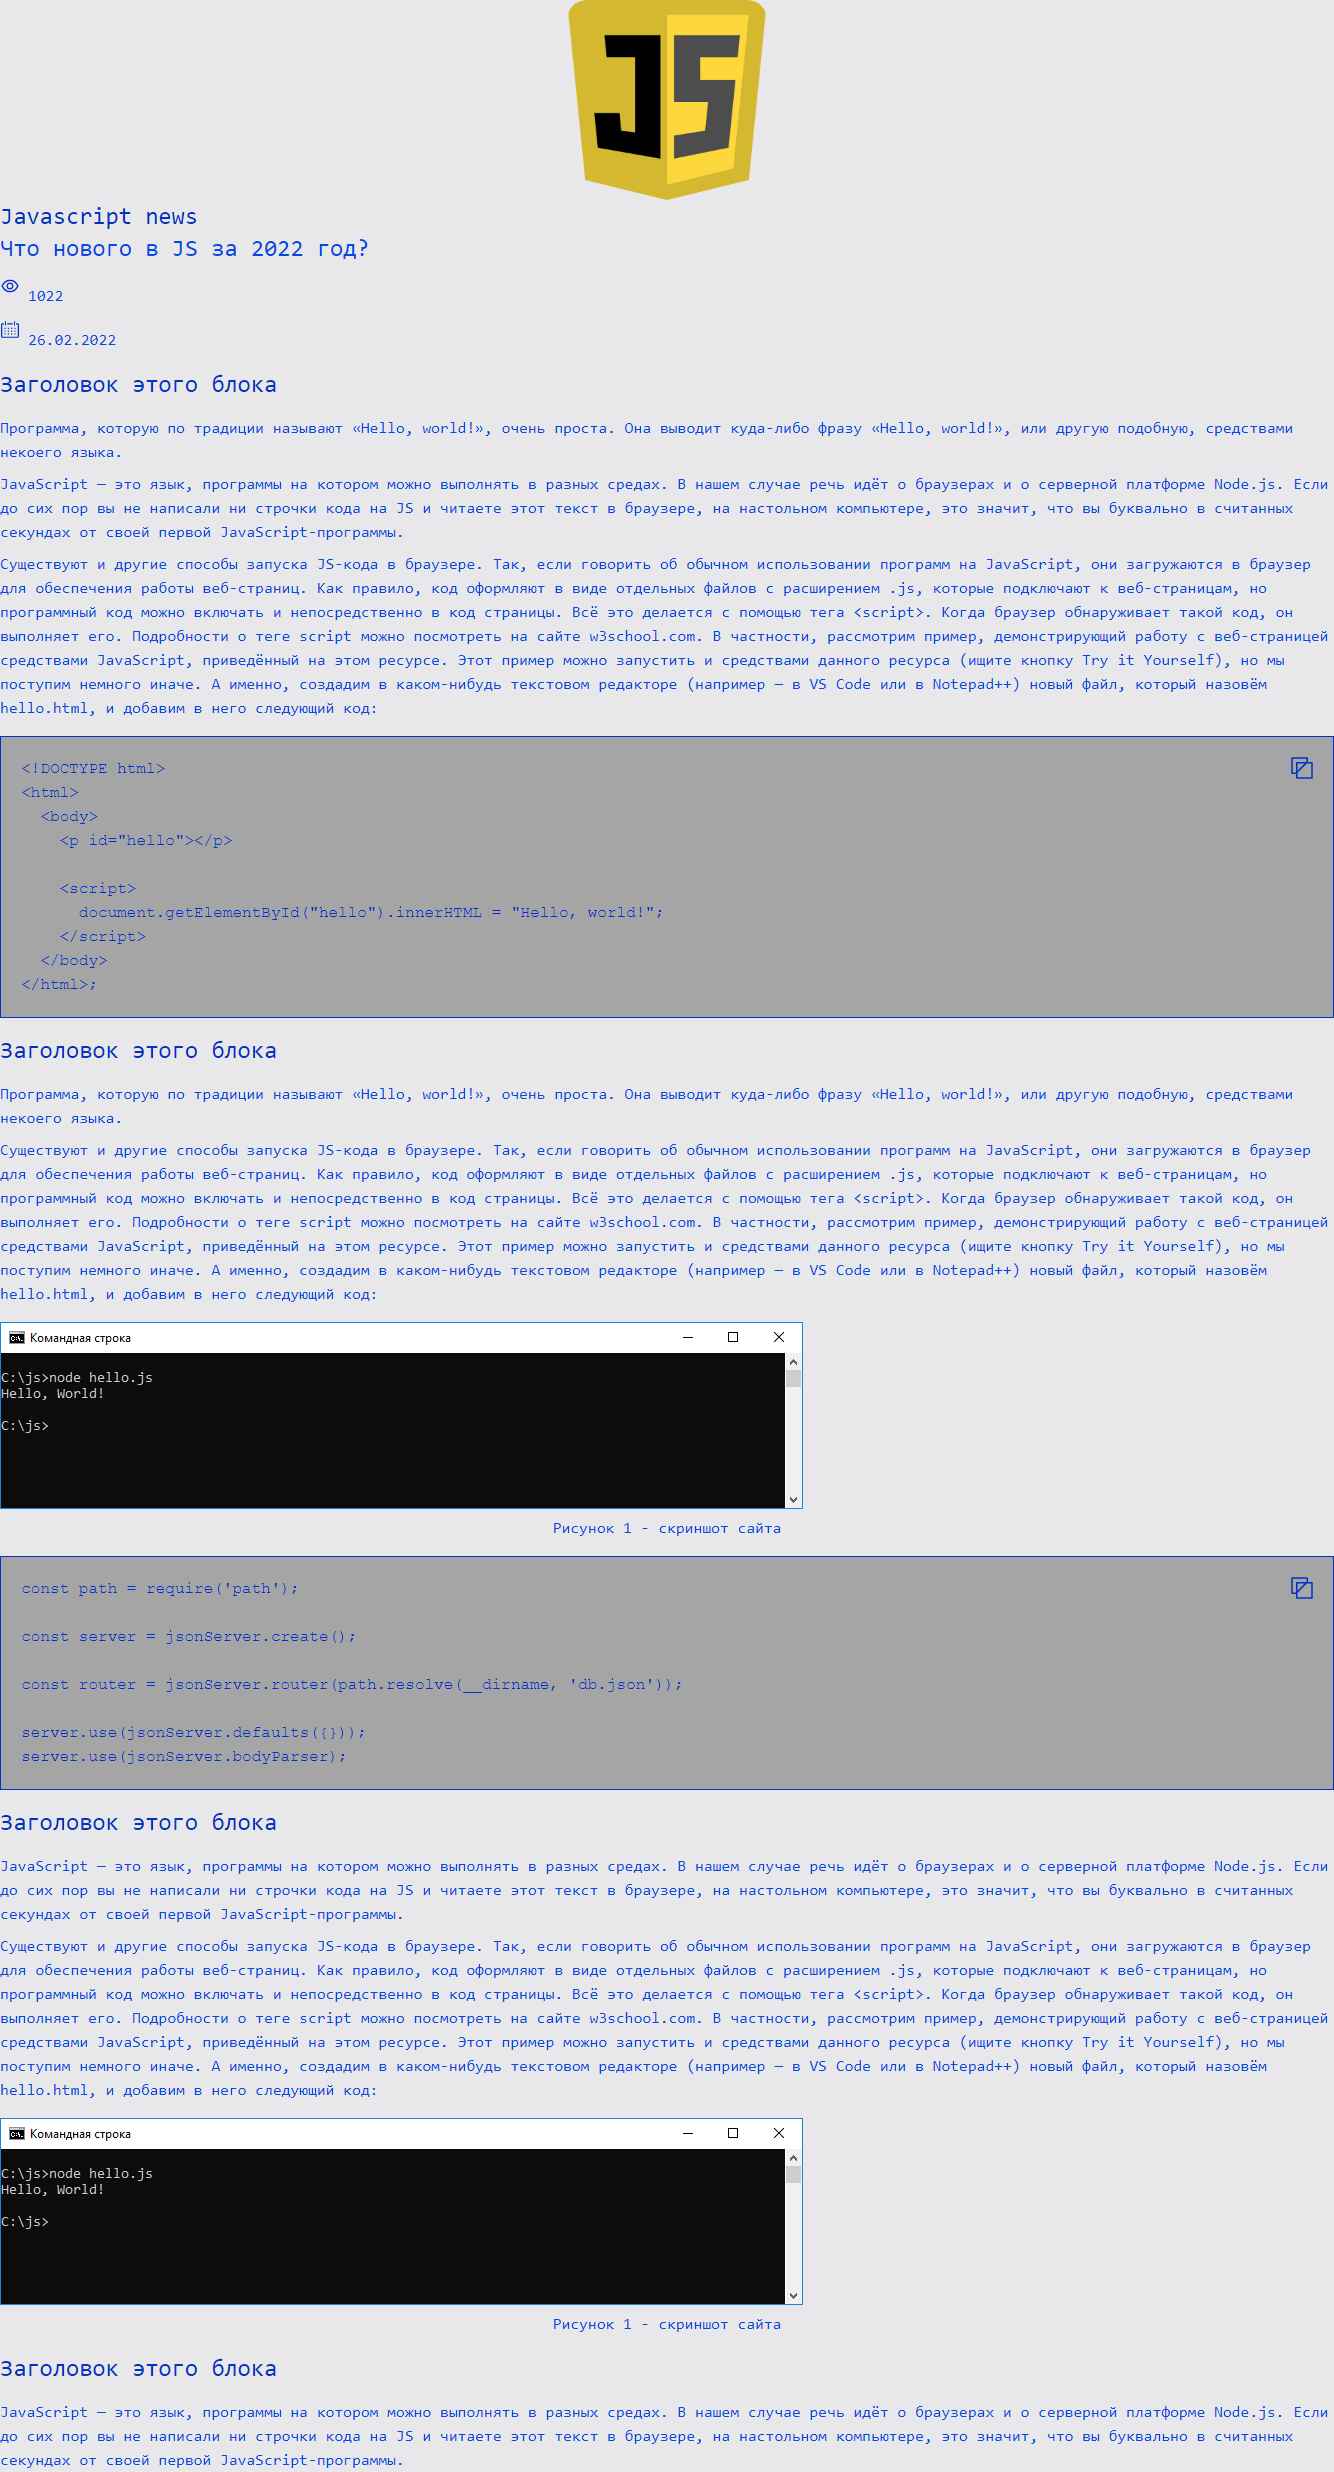 JS
Javascript news
Что нового в JS за 2022 год?
1022
26.02.2022
Заголовок этого блока
Программа, которую по традиции называют «Hello, world!», очень проста. Она выводит куда-либо фразу «Hello, world!», или другую подобную, средствами
некоего языка.
JavaScript — это язык, программы на котором можно выполнять в разных средах. В нашем случае речь идёт о браузерах и о серверной платформе Node.js. Если
до сих пор вы не написали ни строчки кода на JS и читаете этот текст в браузере, на настольном компьютере, это значит, что вы буквально в считанных
секундах от своей первой JavaScript-программы.
Существуют и другие способы запуска JS-кода в браузере. Так, если говорить об обычном использовании программ на JavaScript, они загружаются в браузер
для обеспечения работы веб-страниц. Как правило, код оформляют в виде отдельных файлов с расширением .js, которые подключают к веб-страницам, но
программный код можно включать и непосредственно в код страницы. Всё это делается с помощью тега <script>. Когда браузер обнаруживает такой код, он
выполняет его. Подробности о теге script можно посмотреть на сайте w3school.com. В частности, рассмотрим пример, демонстрирующий работу с веб-страницей
средствами JavaScript, приведённый на этом ресурсе. Этот пример можно запустить и средствами данного ресурса (ищите кнопку Try it Yourself), но мы
поступим немного иначе. А именно, создадим в каком-нибудь текстовом редакторе (например — в VS Code или в Notepad++) новый файл, который назовём
hello.html, и добавим в него следующий код:
<!DOCTYPE html>
<html>
  <body>
    <p id="hello"></p>
    <script>
      document.getElementById("hello").innerHTML = "Hello, world!";
    </script>
  </body>
</html>;
Заголовок этого блока
Программа, которую по традиции называют «Hello, world!», очень проста. Она выводит куда-либо фразу «Hello, world!», или другую подобную, средствами
некоего языка.
Существуют и другие способы запуска JS-кода в браузере. Так, если говорить об обычном использовании программ на JavaScript, они загружаются в браузер
для обеспечения работы веб-страниц. Как правило, код оформляют в виде отдельных файлов с расширением .js, которые подключают к веб-страницам, но
программный код можно включать и непосредственно в код страницы. Всё это делается с помощью тега <script>. Когда браузер обнаруживает такой код, он
выполняет его. Подробности о теге script можно посмотреть на сайте w3school.com. В частности, рассмотрим пример, демонстрирующий работу с веб-страницей
средствами JavaScript, приведённый на этом ресурсе. Этот пример можно запустить и средствами данного ресурса (ищите кнопку Try it Yourself), но мы
поступим немного иначе. А именно, создадим в каком-нибудь текстовом редакторе (например — в VS Code или в Notepad++) новый файл, который назовём
hello.html, и добавим в него следующий код:
C:\. Командная строка
C:\js>node hello.js
Hello, World!
C:\js>
Рисунок 1 - скриншот сайта
const path = require('path');
const server = jsonServer.create();
const router = jsonServer.router(path.resolve(__dirname, 'db.json'));
server.use(jsonServer.defaults({}));
server.use(jsonServer.bodyParser);
Заголовок этого блока
JavaScript — это язык, программы на котором можно выполнять в разных средах. В нашем случае речь идёт о браузерах и о серверной платформе Node.js. Если
до сих пор вы не написали ни строчки кода на JS и читаете этот текст в браузере, на настольном компьютере, это значит, что вы буквально в считанных
секундах от своей первой JavaScript-программы.
Существуют и другие способы запуска JS-кода в браузере. Так, если говорить об обычном использовании программ на JavaScript, они загружаются в браузер
для обеспечения работы веб-страниц. Как правило, код оформляют в виде отдельных файлов с расширением .js, которые подключают к веб-страницам, но
программный код можно включать и непосредственно в код страницы. Всё это делается с помощью тега <script>. Когда браузер обнаруживает такой код, он
выполняет его. Подробности о теге script можно посмотреть на сайте w3school.com. В частности, рассмотрим пример, демонстрирующий работу с веб-страницей
средствами JavaScript, приведённый на этом ресурсе. Этот пример можно запустить и средствами данного ресурса (ищите кнопку Try it Yourself), но мы
поступим немного иначе. А именно, создадим в каком-нибудь текстовом редакторе (например — в VS Code или в Notepad++) новый файл, который назовём
hello.html, и добавим в него следующий код:
C:\. Командная строка
C:\js>node hello.js
Hello, World!
C:\js>
Рисунок 1 - скриншот сайта
Заголовок этого блока
JavaScript — это язык, программы на котором можно выполнять в разных средах. В нашем случае речь идёт о браузерах и о серверной платформе Node.js. Если
до сих пор вы не написали ни строчки кода на JS и читаете этот текст в браузере, на настольном компьютере, это значит, что вы буквально в считанных
секундах от своей первой JavaScript-программы.